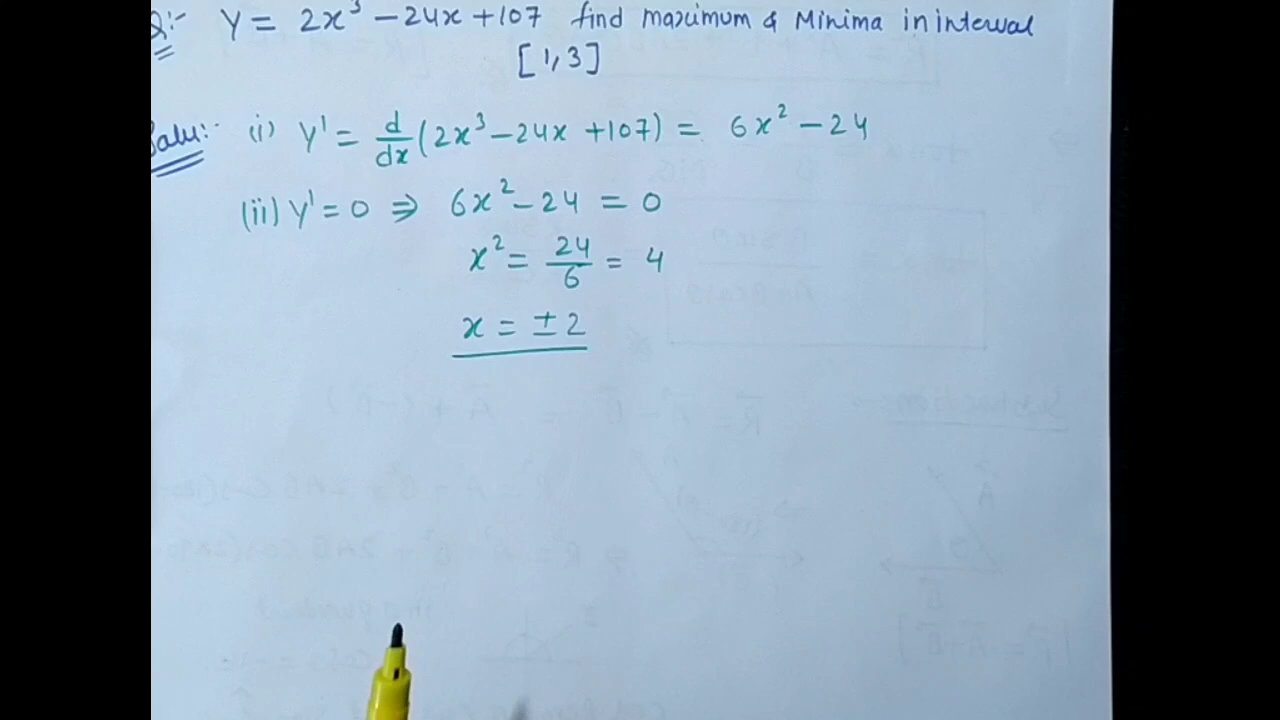 Q:- Y = 2x³ - 24x + 107 find maximum & Minima in interval
[1, 3]
Solu:- (i) Y' = d/dx (2x³ - 24x + 107) = 6x² - 24
(ii) Y' = 0 ⇒ 6x² - 24 = 0
x² = 24/6 = 4
x = ± 2